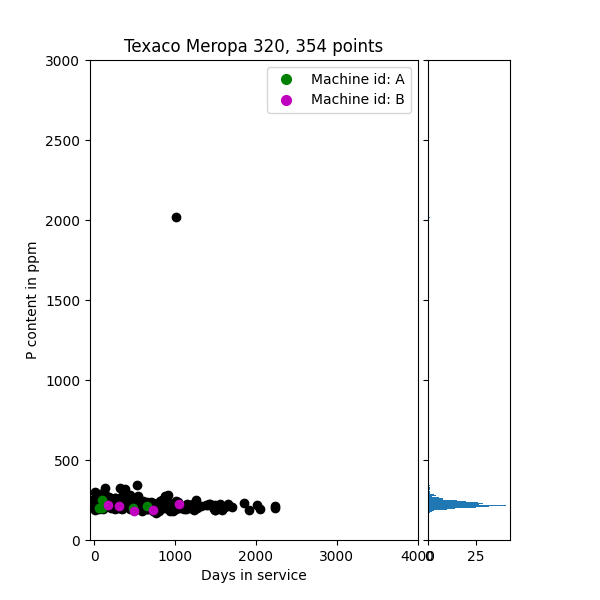 Texaco Meropa 320, 354 points
Machine id: A
Machine id: B
3000
2500
2000
1500
1000
500
0
P content in ppm
0
1000
2000
3000
4000
0
25
Days in service